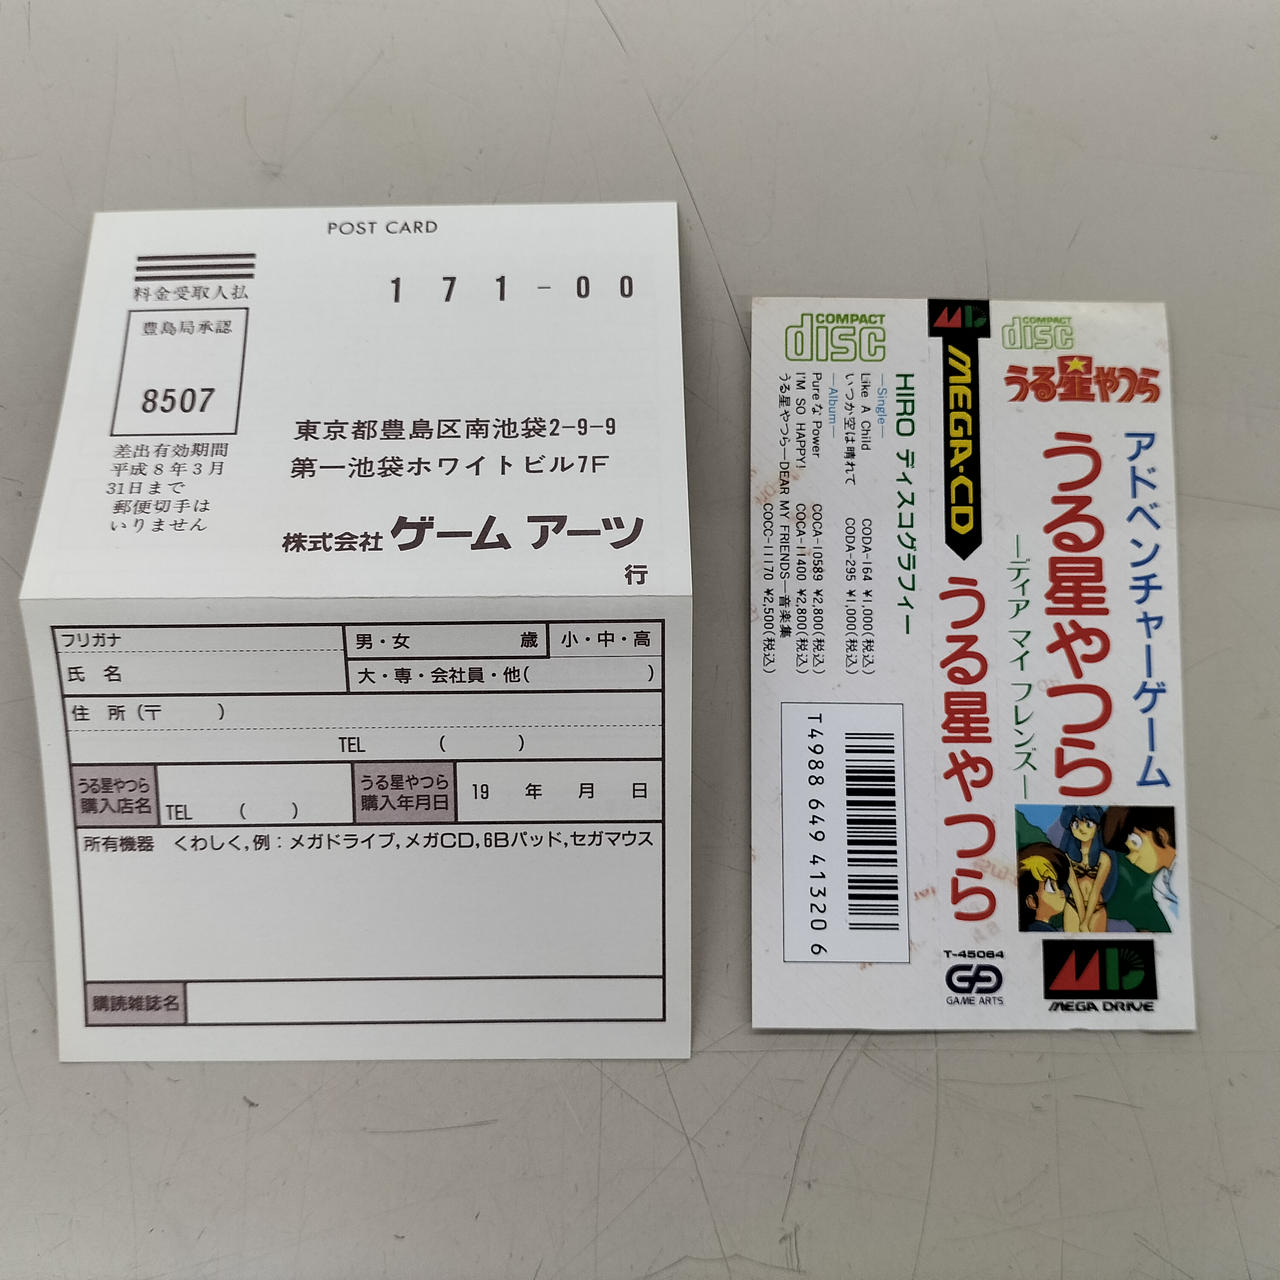 POST CARD
料金受取人払
171-00
豊島局承認
8507
差出有効期間
平成8年3月
31日まで
郵便切手は
いりません
東京都豊島区南池袋2-9-9
第一池袋ホワイトビル7F
株式会社ゲームアーツ
行
フリガナ
氏名
男・女 歳
小・中・高
大・専・会社員・他( )
住所(〒 )
TEL ( )
うる星やつら
購入店名
TEL ( )
うる星やつら
購入年月日
19 年 月 日
所有機器 くわしく,例:メガドライブ,メガCD,6Bパッド,セガマウス
購読雑誌名
COMPACT
disc
うる星やつら
アドベンチャーゲーム
うる星やつら
―ディア マイ フレンズ―
MEGA DRIVE
MD
MEGA-CD
うる星やつら
T-45064
GAME ARTS
COMPACT
disc
HIRO ディスコグラフィー
―Single―
Like A Child CODA-164 ¥1,000(税込)
いつか空は晴れて CODA-295 ¥1,000(税込)
―Album―
PureなPower COCA-10589 ¥2,800(税込)
I'M SO HAPPY! COCA-11400 ¥2,800(税込)
うる星やつら―DEAR MY FRIENDS―音楽集
COCC-11170 ¥2,500(税込)
T4988 649 41320 6